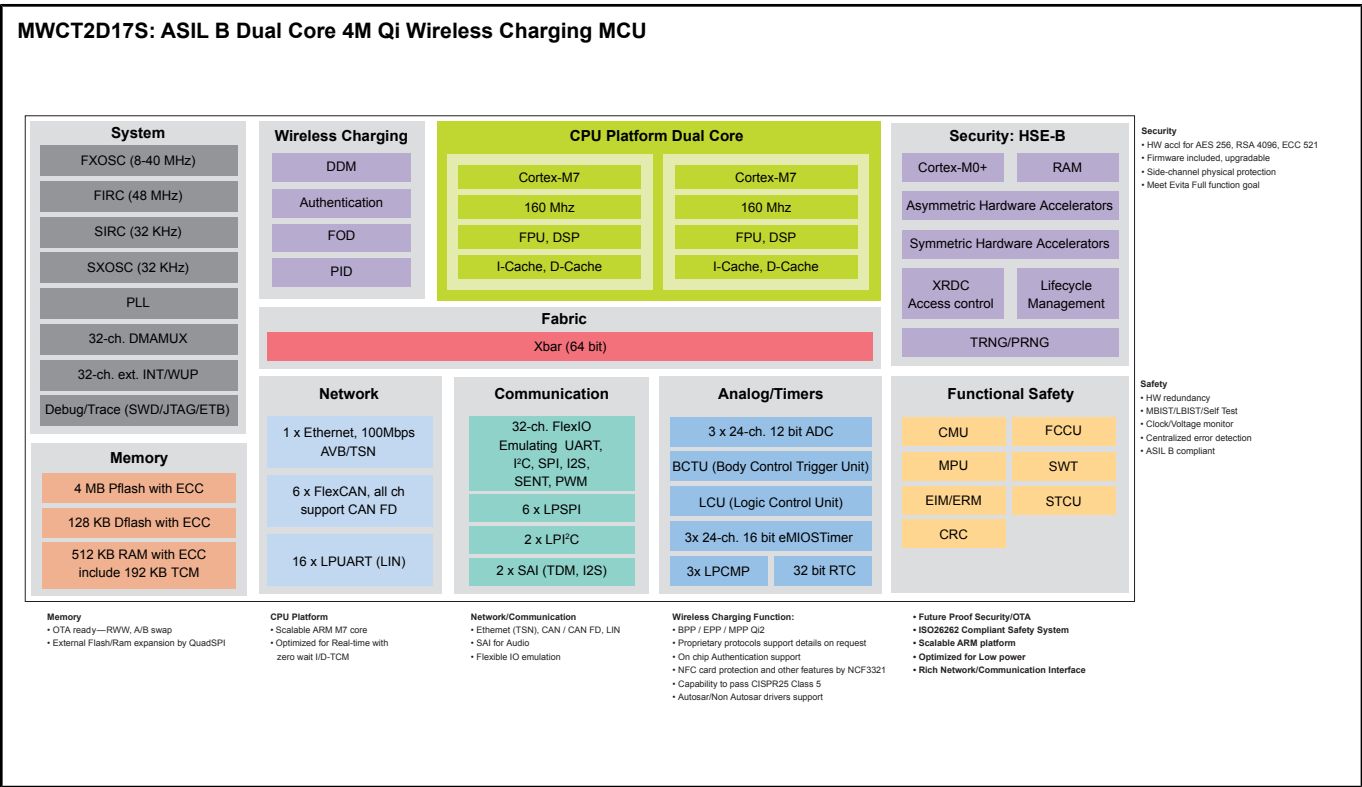 MWCT2D17S: ASIL B Dual Core 4M Qi Wireless Charging MCU
System
FXOSC (8-40 MHz)
FIRC (48 MHz)
SIRC (32 KHz)
SXOSC (32 KHz)
PLL
32-ch. DMAMUX
32-ch. ext. INT/WUP
Debug/Trace (SWD/JTAG/ETB)
Memory
4 MB Pflash with ECC
128 KB Dflash with ECC
512 KB RAM with ECC
include 192 KB TCM
Wireless Charging
DDM
Authentication
FOD
PID
CPU Platform Dual Core
Cortex-M7
160 Mhz
FPU, DSP
I-Cache, D-Cache
Cortex-M7
160 Mhz
FPU, DSP
I-Cache, D-Cache
Fabric
Xbar (64 bit)
Network
1 x Ethernet, 100Mbps
AVB/TSN
6 x FlexCAN, all ch
support CAN FD
16 x LPUART (LIN)
Communication
32-ch. FlexIO
Emulating UART,
I²C, SPI, I2S,
SENT, PWM
6 x LPSPI
2 x LPI²C
2 x SAI (TDM, I2S)
Analog/Timers
3 x 24-ch. 12 bit ADC
BCTU (Body Control Trigger Unit)
LCU (Logic Control Unit)
3x 24-ch. 16 bit eMIOSTimer
3x LPCMP
32 bit RTC
Security: HSE-B
Cortex-M0+
RAM
Asymmetric Hardware Accelerators
Symmetric Hardware Accelerators
XRDC
Access control
Lifecycle
Management
TRNG/PRNG
Functional Safety
CMU
FCCU
MPU
SWT
EIM/ERM
STCU
CRC
Security
• HW accl for AES 256, RSA 4096, ECC 521
• Firmware included, upgradable
• Side-channel physical protection
• Meet Evita Full function goal
Safety
• HW redundancy
• MBIST/LBIST/Self Test
• Clock/Voltage monitor
• Centralized error detection
• ASIL B compliant
Memory
• OTA ready—RWW, A/B swap
• External Flash/Ram expansion by QuadSPI
CPU Platform
• Scalable ARM M7 core
• Optimized for Real-time with
zero wait I/D-TCM
Network/Communication
• Ethernet (TSN), CAN / CAN FD, LIN
• SAI for Audio
• Flexible IO emulation
Wireless Charging Function:
• BPP / EPP / MPP Qi2
• Proprietary protocols support details on request
• On chip Authentication support
• NFC card protection and other features by NCF3321
• Capability to pass CISPR25 Class 5
• Autosar/Non Autosar drivers support
• Future Proof Security/OTA
• ISO26262 Compliant Safety System
• Scalable ARM platform
• Optimized for Low power
• Rich Network/Communication Interface